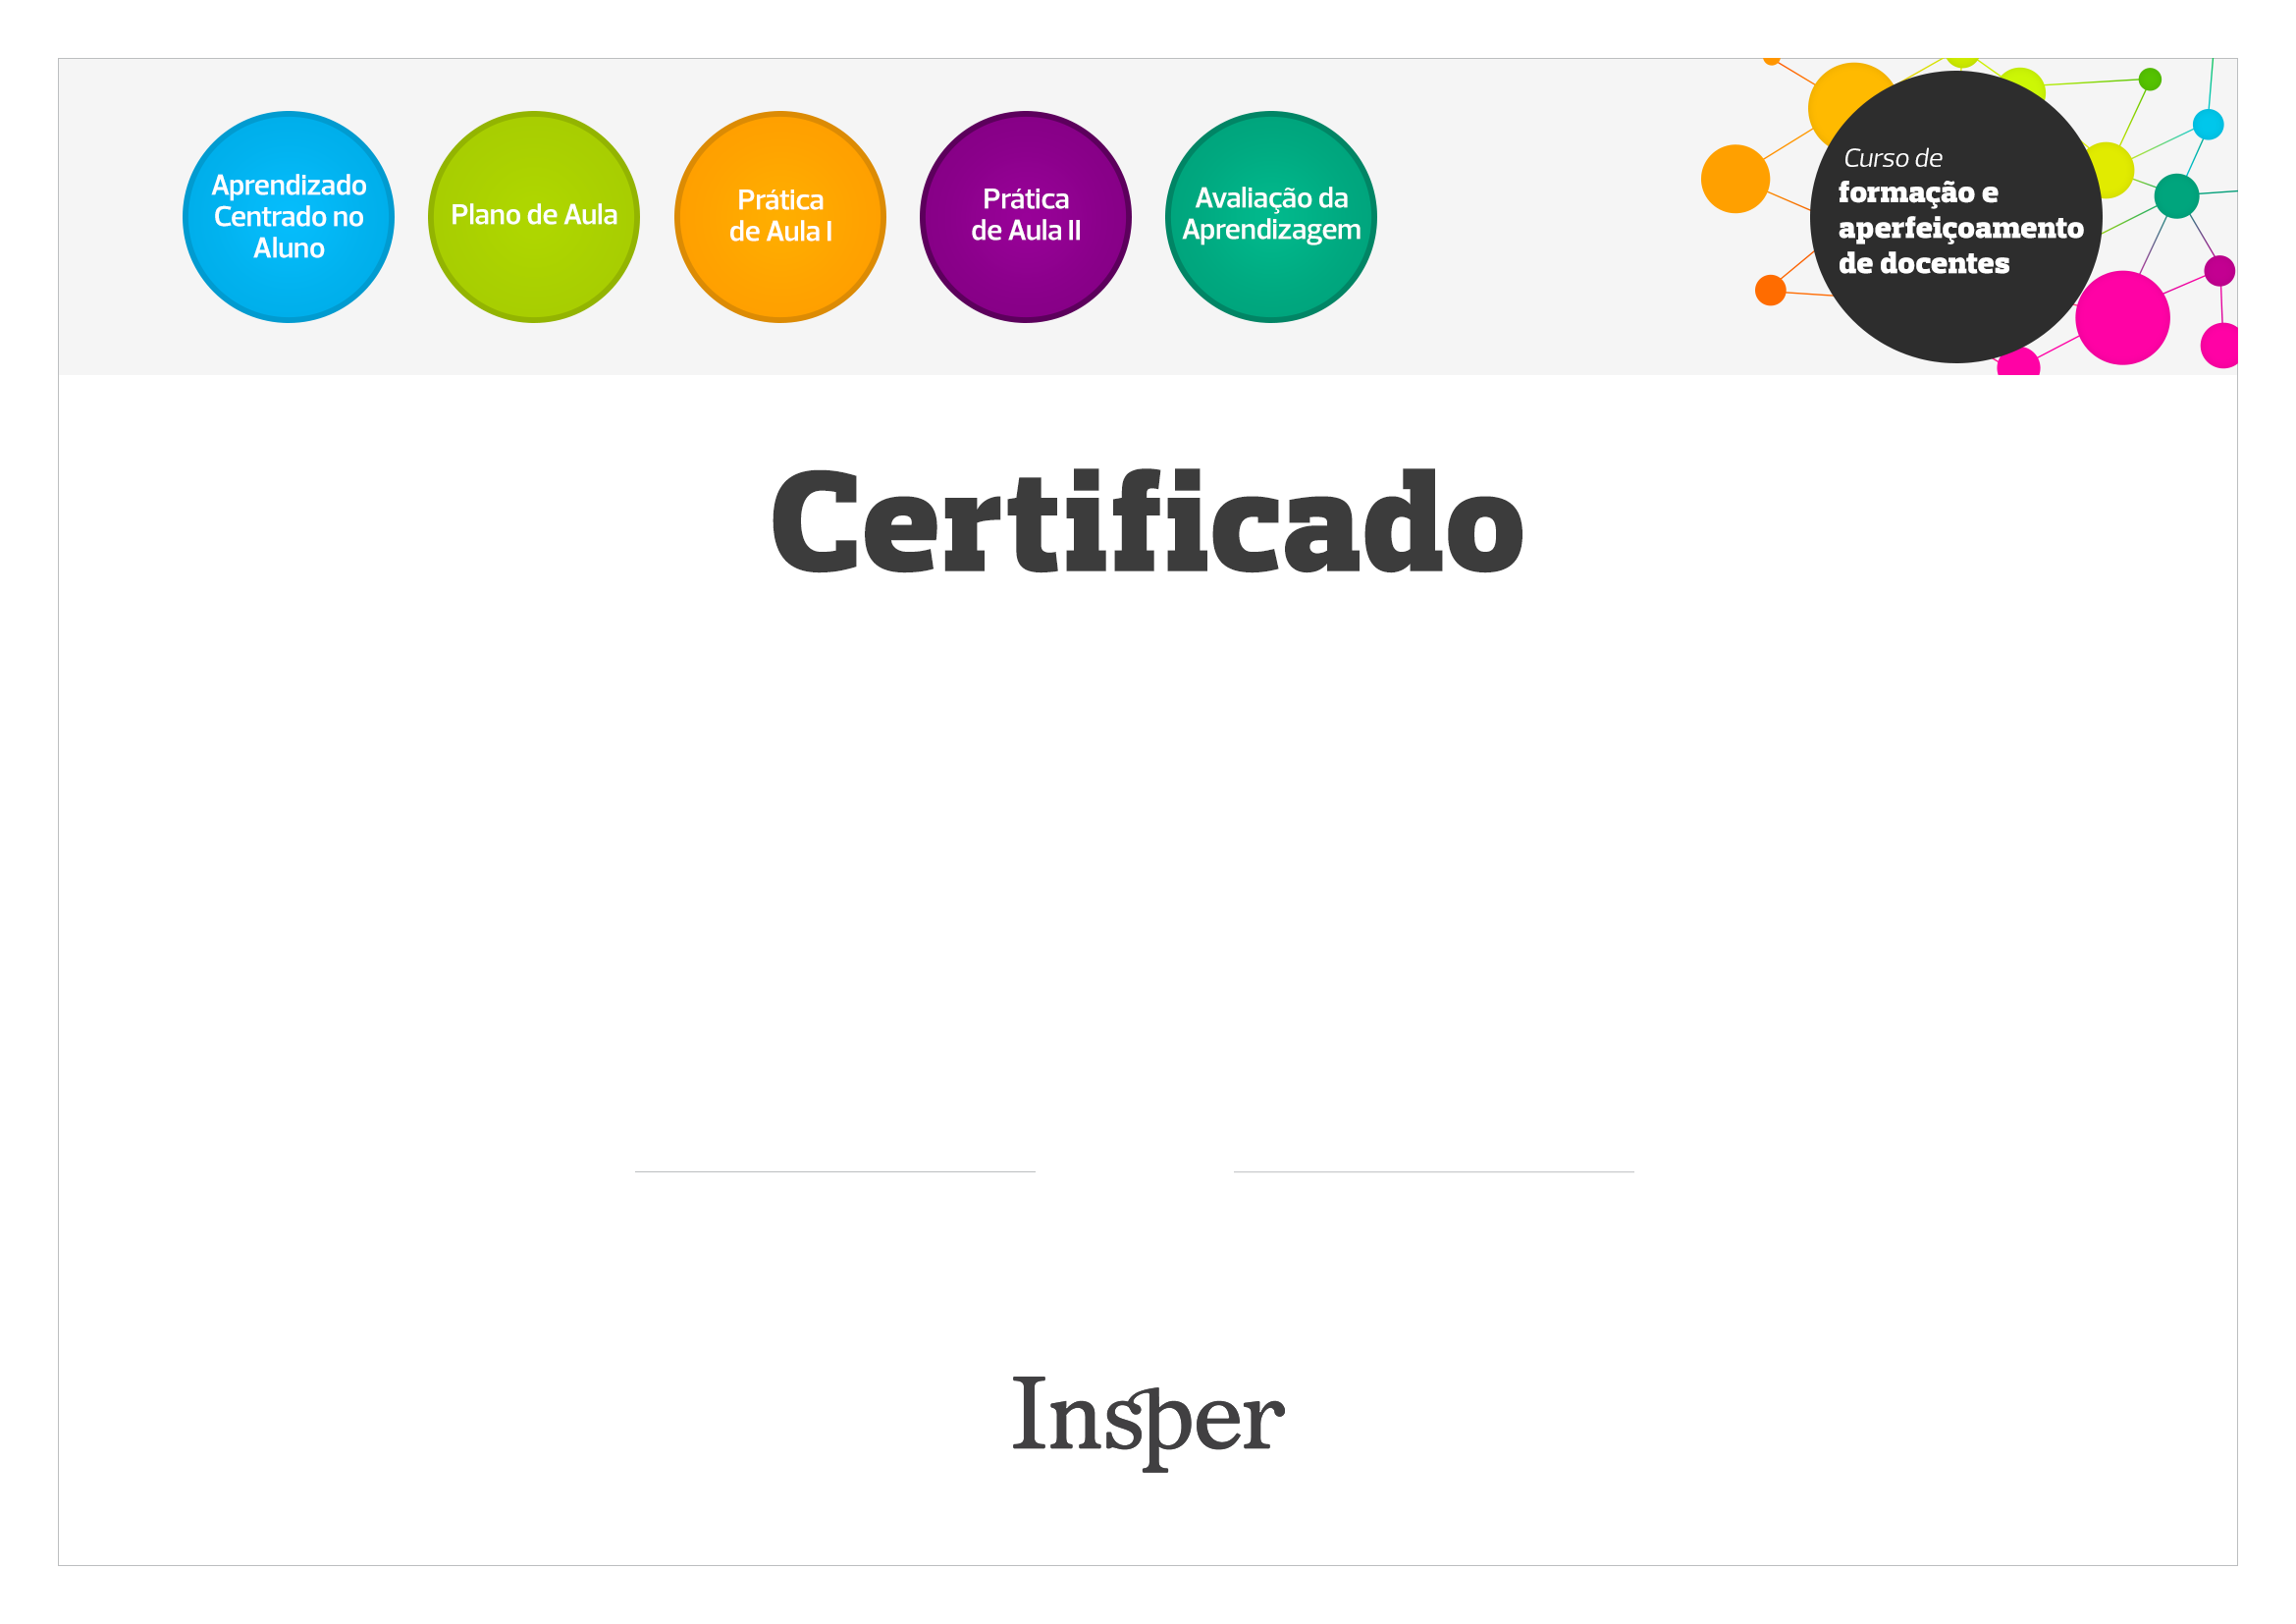 Aprendizado
Centrado no
Aluno
Plano de Aula
Prática
de Aula I
Prática
de Aula II
Avaliação da
Aprendizagem
Curso de
formação e
aperfeiçoamento
de docentes
Certificado
Insper